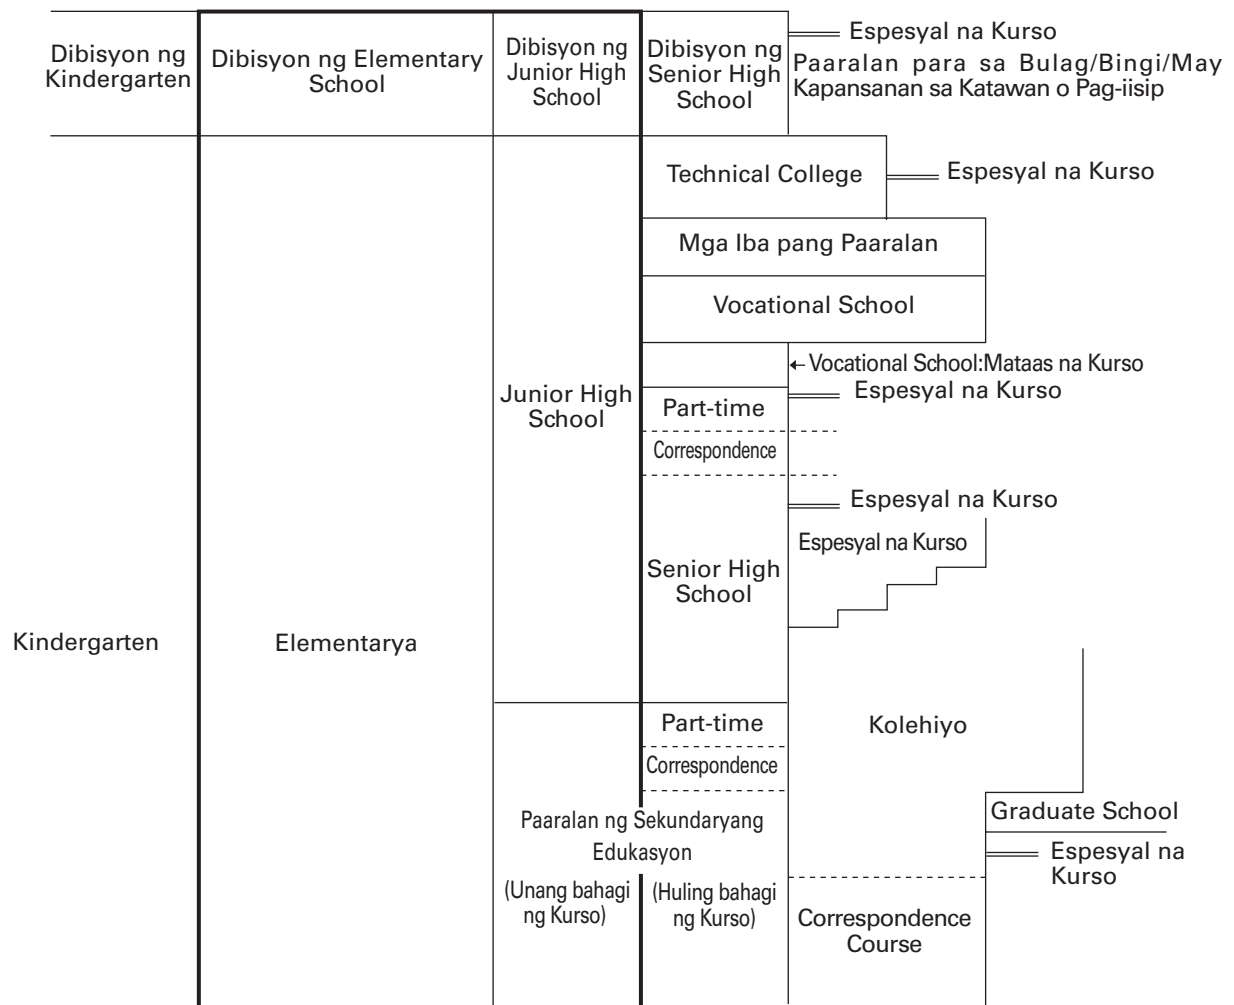 Dibisyon ng
Kindergarten
Dibisyon ng Elementary
School
Dibisyon ng
Junior High
School
Dibisyon ng
Senior High
School
Espesyal na Kurso
Paaralan para sa Bulag/Bingi/May
Kapansanan sa Katawan o Pag-iisip
Technical College
Espesyal na Kurso
Mga Iba pang Paaralan
Vocational School
Vocational School:Mataas na Kurso
Junior High
School
Part-time
Espesyal na Kurso
Correspondence
Espesyal na Kurso
Espesyal na Kurso
Senior High
School
Kindergarten
Elementarya
Part-time
Kolehiyo
Correspondence
Paaralan ng Sekundaryang
Edukasyon
(Unang bahagi
ng Kurso)
(Huling bahagi
ng Kurso)
Graduate School
Espesyal na
Kurso
Correspondence
Course